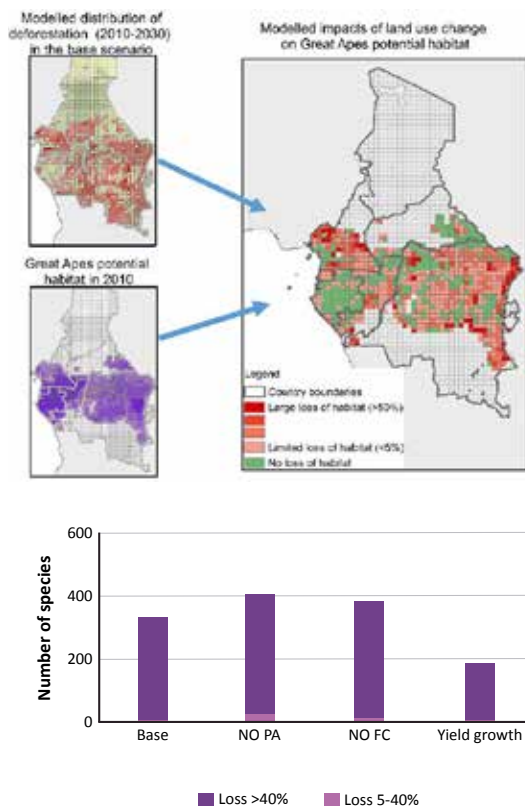 Modelled distribution of
deforestation (2010-2030)
in the base scenario
Modelled impacts of land use change
on Great Apes potential habitat
Great Apes potential
habitat in 2010
Legend
Country boundaries
Large loss of habitat (>50%)
Limited loss of habitat (<5%)
No loss of habitat
Number of species
600
400
200
0
Base
NO PA
NO FC
Yield growth
Loss >40%
Loss 5-40%